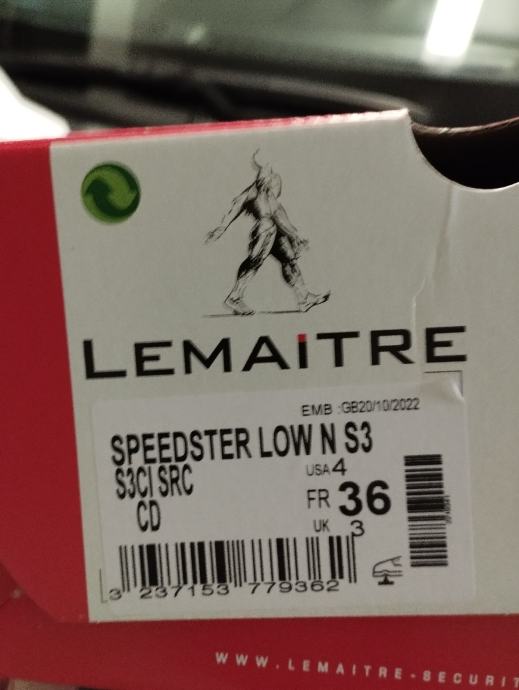 LEMAiTRE
EMB :GB20/10/2022
SPEEDSTER LOW N S3
S3CI SRC
CD
USA 4
FR 36
UK 3
3 237153 779362
WWW.LEMAITRE-SECURIT